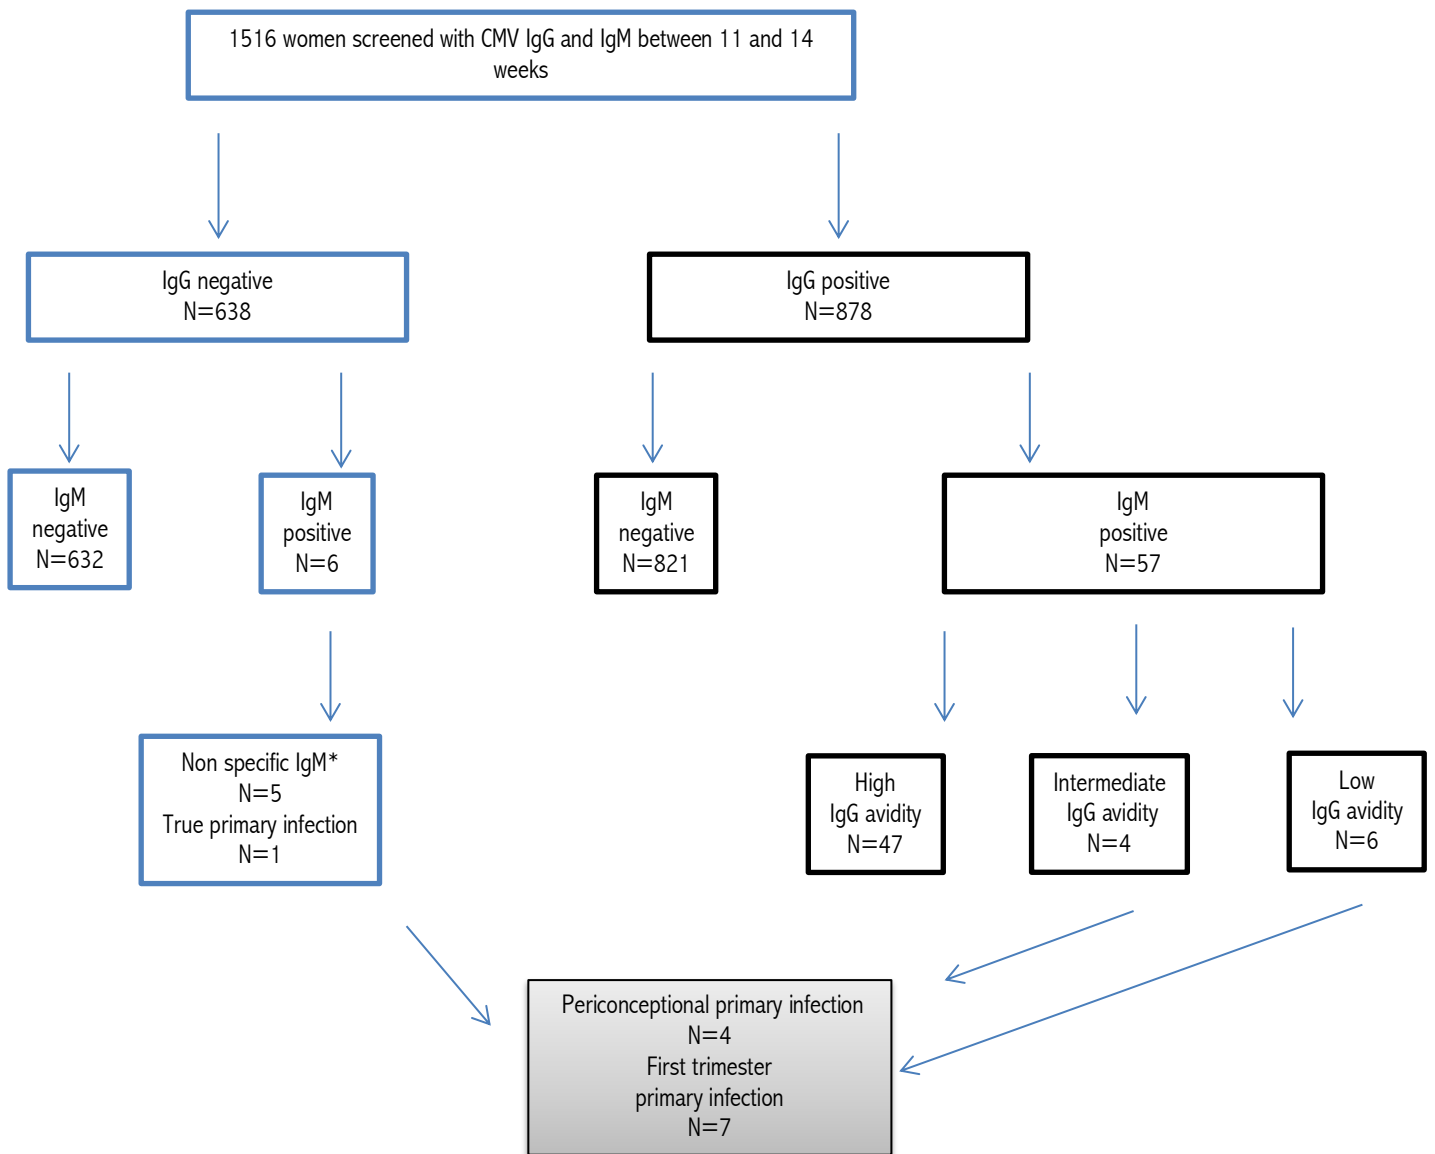 1516 women screened with CMV IgG and IgM between 11 and 14
weeks
IgG negative
N=638
IgG positive
N=878
IgM
negative
N=632
IgM
positive
N=6
IgM
negative
N=821
IgM
positive
N=57
Non specific IgM*
N=5
True primary infection
N=1
High
IgG avidity
N=47
Intermediate
IgG avidity
N=4
Low
IgG avidity
N=6
Periconceptional primary infection
N=4
First trimester
primary infection
N=7